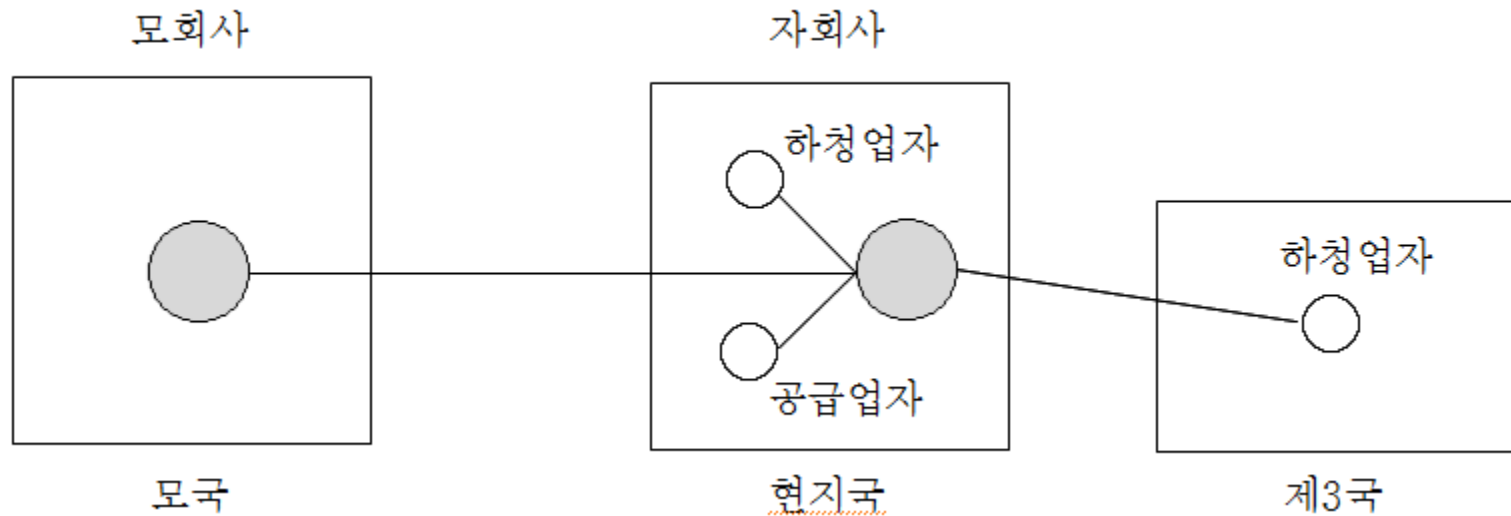 모회사
자회사
하청업자
하청업자
공급업자
모국
현지국
제3국